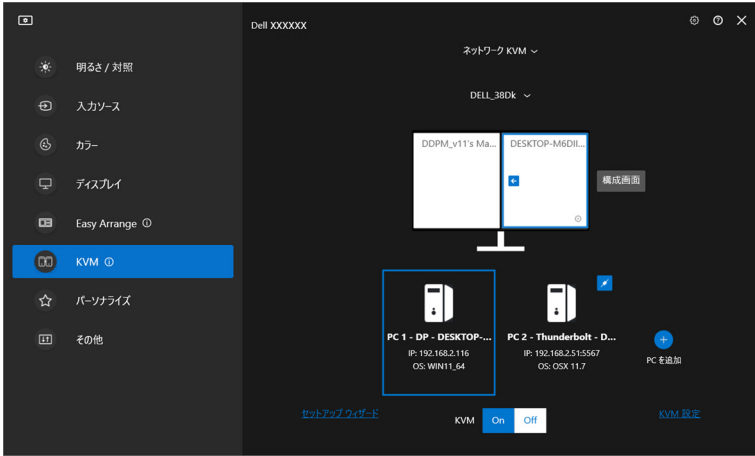 Dell XXXXXX
明るさ / 対照
入力ソース
カラー
ディスプレイ
Easy Arrange
KVM
パーソナライズ
その他
ネットワーク KVM
DELL_38Dk
DDPM_v11's Ma...
DESKTOP-M6DII...
構成画面
PC 1 - DP - DESKTOP-...
IP: 192.168.2.116
OS: WIN11_64
PC 2 - Thunderbolt - D...
IP: 192.168.2.51:5567
OS: OSX 11.7
PC を追加
セットアップ ウィザード
KVM
On
Off
KVM 設定